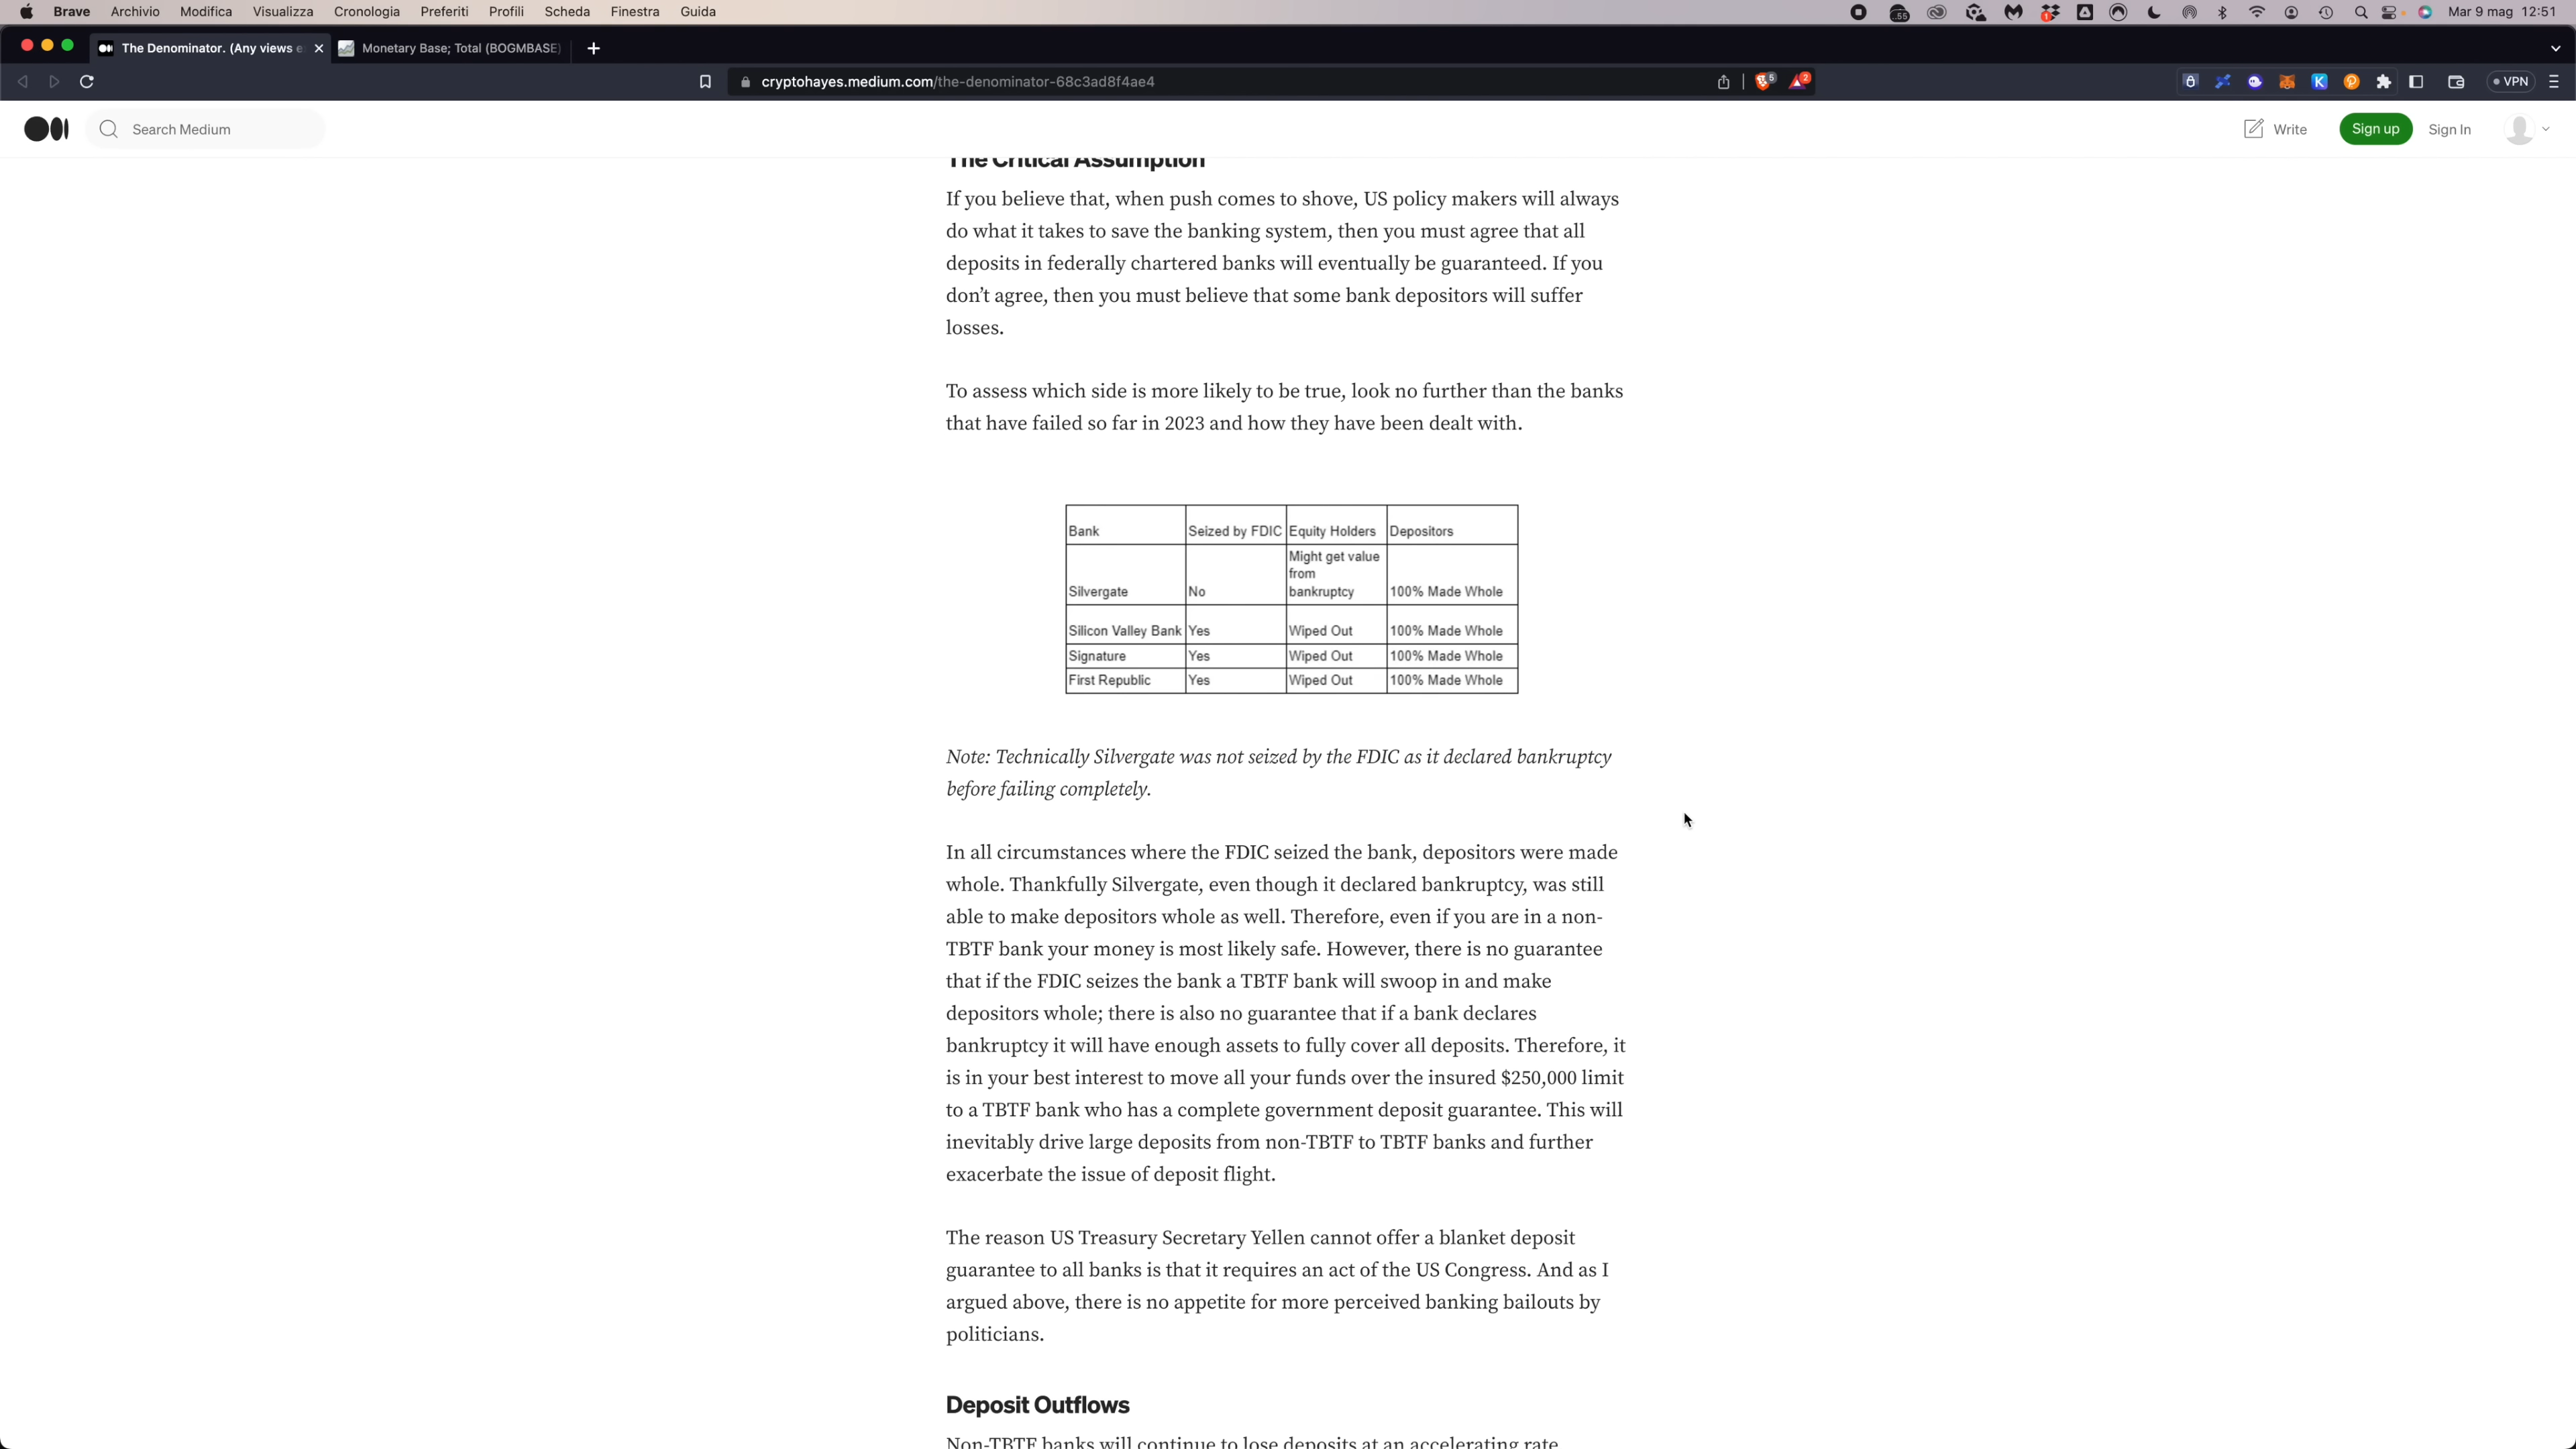 Brave Archivio Modifica Visualizza Cronologia Preferiti Profili Scheda Finestra Guida Mar 9 mag 12:51
The Denominator. (Any views e Monetary Base; Total (BOGMBASE)
cryptohayes.medium.com/the-denominator-68c3ad8f4ae4 VPN
Search Medium Write Sign up Sign In
The Critical Assumption
If you believe that, when push comes to shove, US policy makers will always
do what it takes to save the banking system, then you must agree that all
deposits in federally chartered banks will eventually be guaranteed. If you
don’t agree, then you must believe that some bank depositors will suffer
losses.
To assess which side is more likely to be true, look no further than the banks
that have failed so far in 2023 and how they have been dealt with.
Bank Seized by FDIC Equity Holders Depositors
Silvergate No Might get value from bankruptcy 100% Made Whole
Silicon Valley Bank Yes Wiped Out 100% Made Whole
Signature Yes Wiped Out 100% Made Whole
First Republic Yes Wiped Out 100% Made Whole
Note: Technically Silvergate was not seized by the FDIC as it declared bankruptcy
before failing completely.
In all circumstances where the FDIC seized the bank, depositors were made
whole. Thankfully Silvergate, even though it declared bankruptcy, was still
able to make depositors whole as well. Therefore, even if you are in a non-
TBTF bank your money is most likely safe. However, there is no guarantee
that if the FDIC seizes the bank a TBTF bank will swoop in and make
depositors whole; there is also no guarantee that if a bank declares
bankruptcy it will have enough assets to fully cover all deposits. Therefore, it
is in your best interest to move all your funds over the insured $250,000 limit
to a TBTF bank who has a complete government deposit guarantee. This will
inevitably drive large deposits from non-TBTF to TBTF banks and further
exacerbate the issue of deposit flight.
The reason US Treasury Secretary Yellen cannot offer a blanket deposit
guarantee to all banks is that it requires an act of the US Congress. And as I
argued above, there is no appetite for more perceived banking bailouts by
politicians.
Deposit Outflows
Non-TBTF banks will continue to lose deposits at an accelerating rate